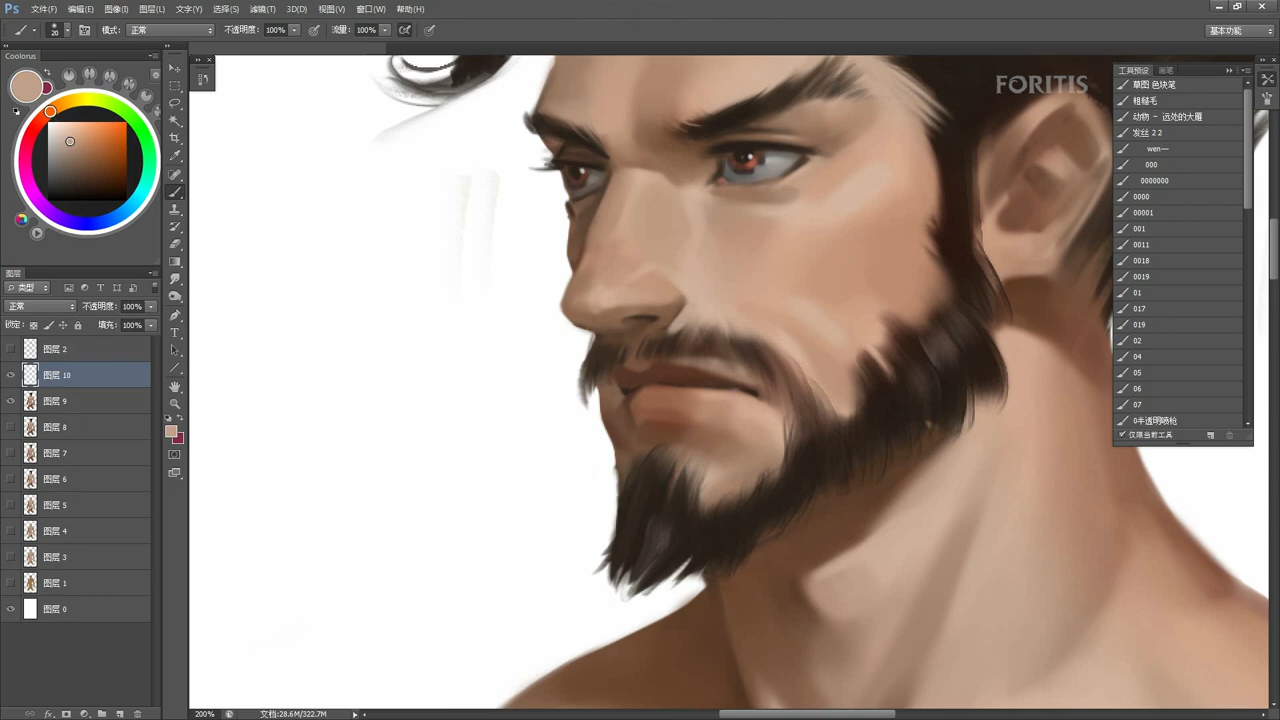 Ps 文件(F) 编辑(E) 图像(I) 图层(L) 文字(Y) 选择(S) 滤镜(T) 3D(D) 视图(V) 窗口(W) 帮助(H)
20 模式: 正常 不透明度: 100% 流量: 100% 基本功能
Coolorus
FORITIS
图层
类型
正常 不透明度: 100%
锁定: 填充: 100%
图层 2
图层 10
图层 9
图层 8
图层 7
图层 6
图层 5
图层 4
图层 3
图层 1
图层 0
工具预设 画笔
草图 色块笔
粗糙毛
动物 - 远处的大雁
发丝 2 2
wen—
000
0000000
0000
00001
001
0011
0018
0019
01
017
019
02
04
05
06
07
0半透明喷枪
仅限当前工具
200% 文档:28.6M/322.7M